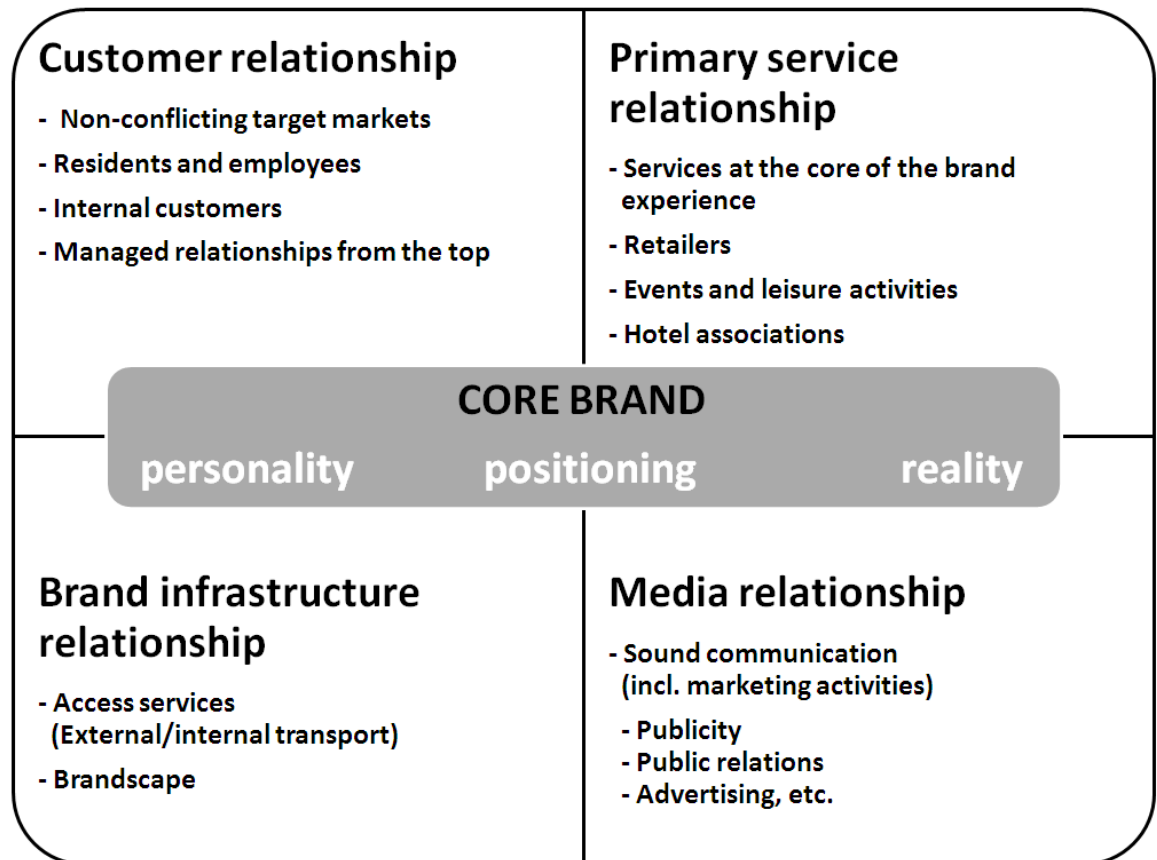 Customer relationship
- Non-conflicting target markets
- Residents and employees
- Internal customers
- Managed relationships from the top
Primary service
relationship
- Services at the core of the brand
experience
- Retailers
- Events and leisure activities
- Hotel associations
CORE BRAND
personality positioning reality
Brand infrastructure
relationship
- Access services
(External/internal transport)
- Brandscape
Media relationship
- Sound communication
(incl. marketing activities)
- Publicity
- Public relations
- Advertising, etc.